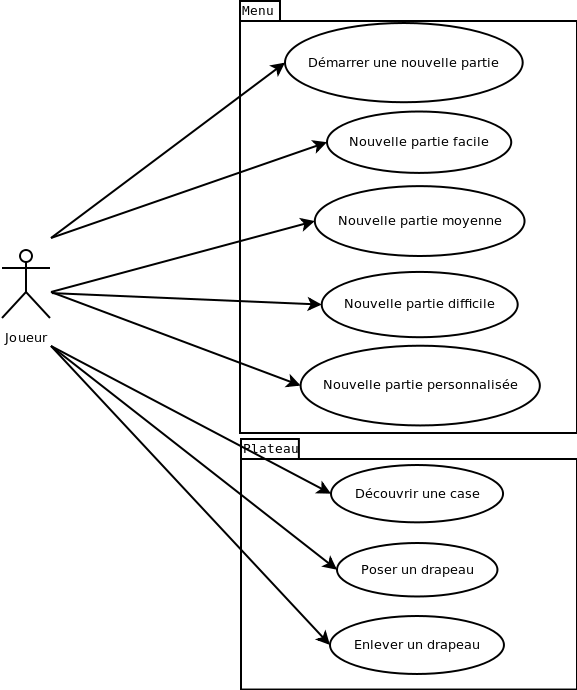 Menu
Démarrer une nouvelle partie
Nouvelle partie facile
Nouvelle partie moyenne
Nouvelle partie difficile
Joueur
Nouvelle partie personnalisée
Plateau
Découvrir une case
Poser un drapeau
Enlever un drapeau